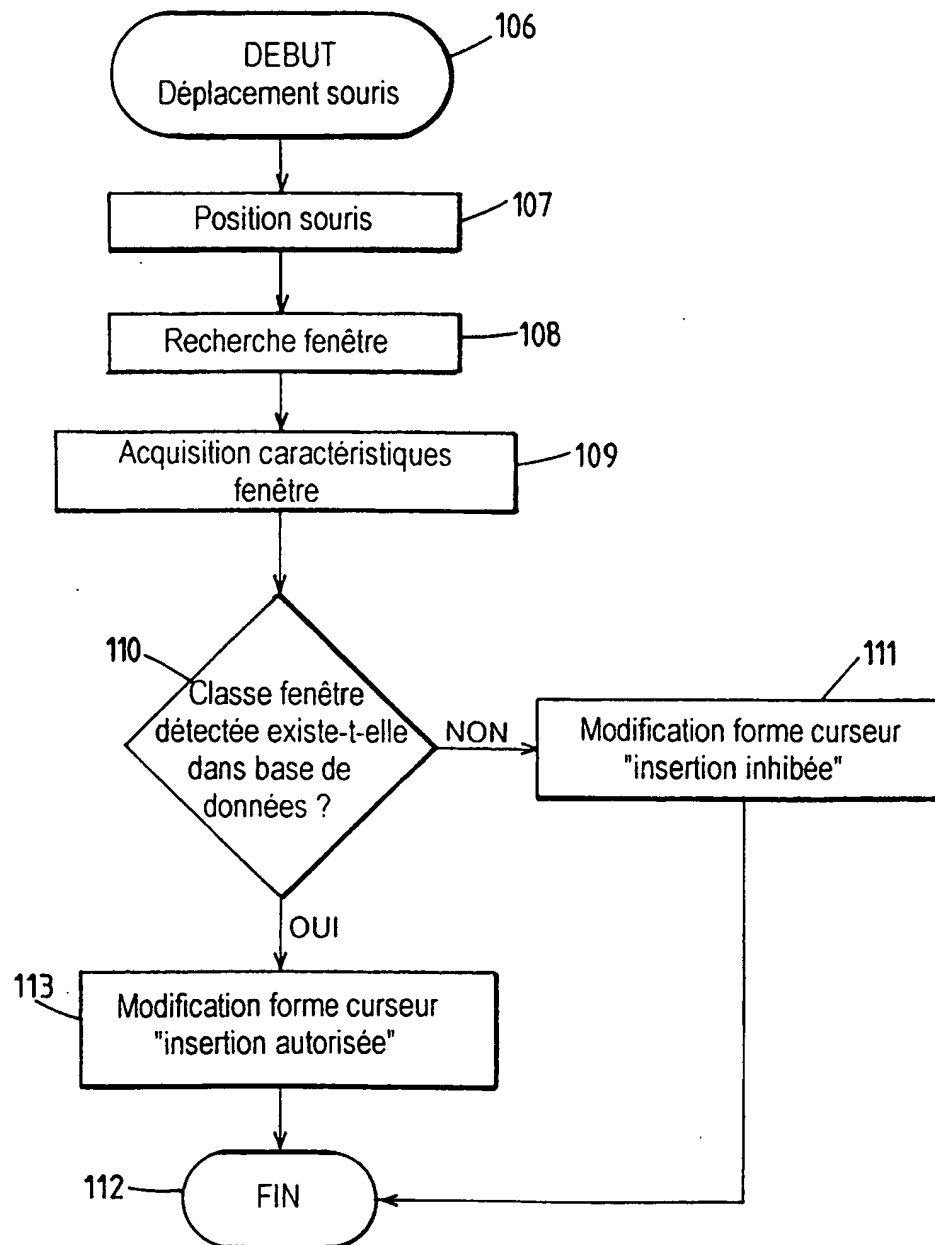 DEBUT
Déplacement souris
106
Position souris
107
Recherche fenêtre
108
Acquisition caractéristiques
fenêtre
109
110
Classe fenêtre
détectée existe-t-elle
dans base de
données ?
NON
111
Modification forme curseur
"insertion inhibée"
OUI
113
Modification forme curseur
"insertion autorisée"
112
FIN